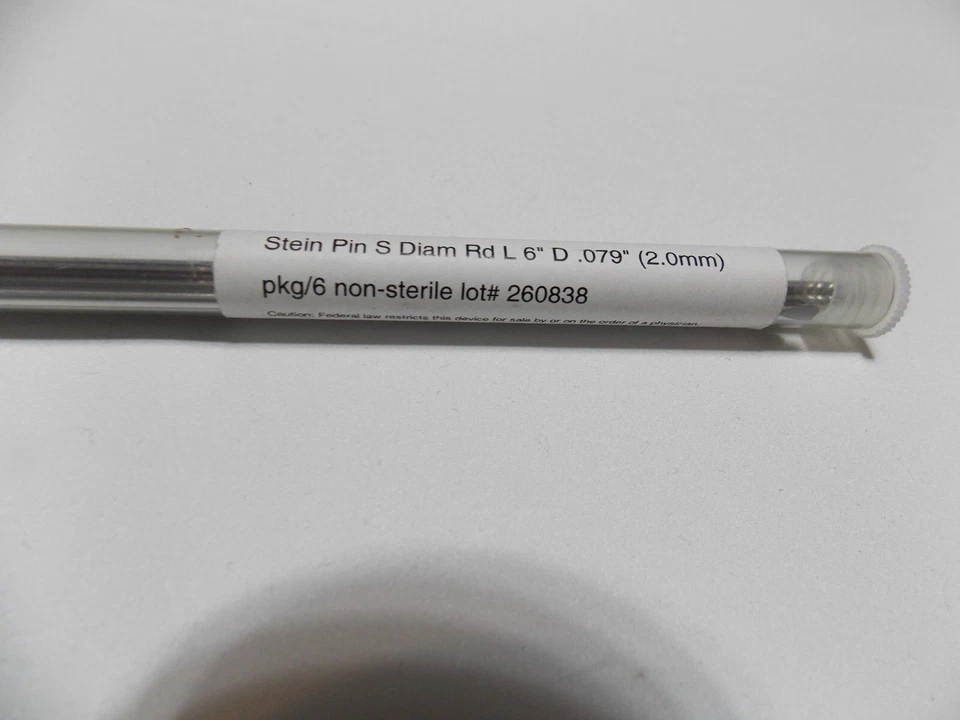 Stein Pin S Diam Rd L 6" D .079" (2.0mm)
pkg/6 non-sterile lot# 260838
Caution: Federal law restricts this device for sale by or on the order of a physician.